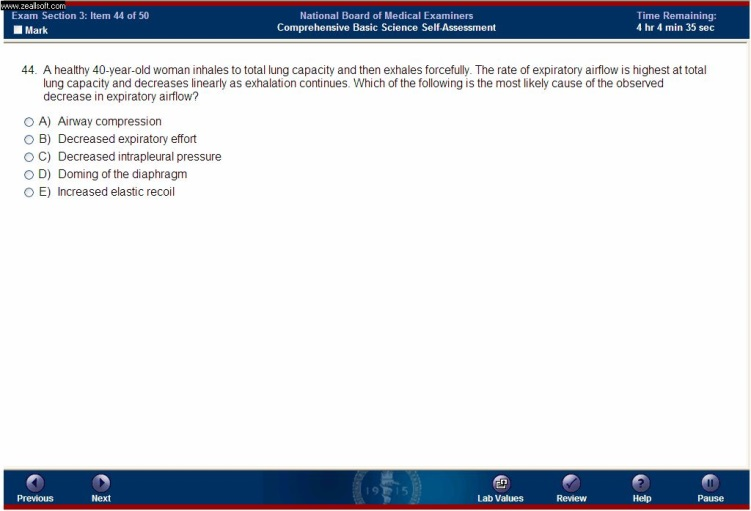 www.zeallsoft.com
Exam Section 3: Item 44 of 50
National Board of Medical Examiners
Time Remaining:
Mark
Comprehensive Basic Science Self-Assessment
4 hr 4 min 35 sec
44. A healthy 40-year-old woman inhales to total lung capacity and then exhales forcefully. The rate of expiratory airflow is highest at total
lung capacity and decreases linearly as exhalation continues. Which of the following is the most likely cause of the observed
decrease in expiratory airflow?
A) Airway compression
B) Decreased expiratory effort
C) Decreased intrapleural pressure
D) Doming of the diaphragm
E) Increased elastic recoil
1915
Previous
Next
Lab Values
Review
Help
Pause